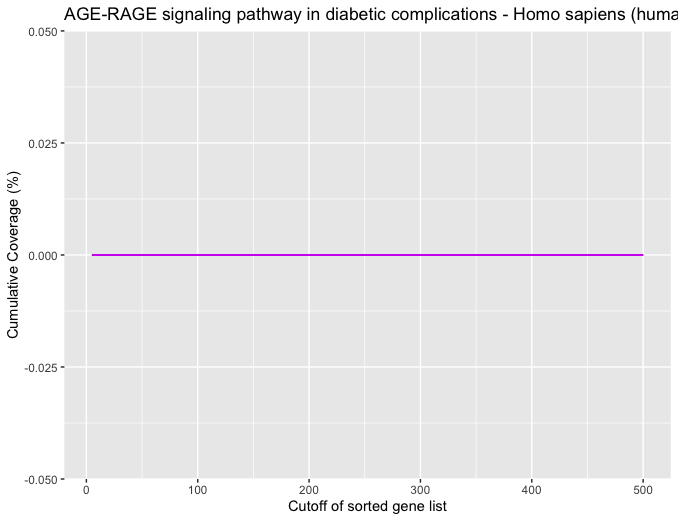 AGE-RAGE signaling pathway in diabetic complications - Homo sapiens (huma
0.050
0.025
0.000
-0.025
-0.050
Cumulative Coverage (%)
0 100 200 300 400 500
Cutoff of sorted gene list